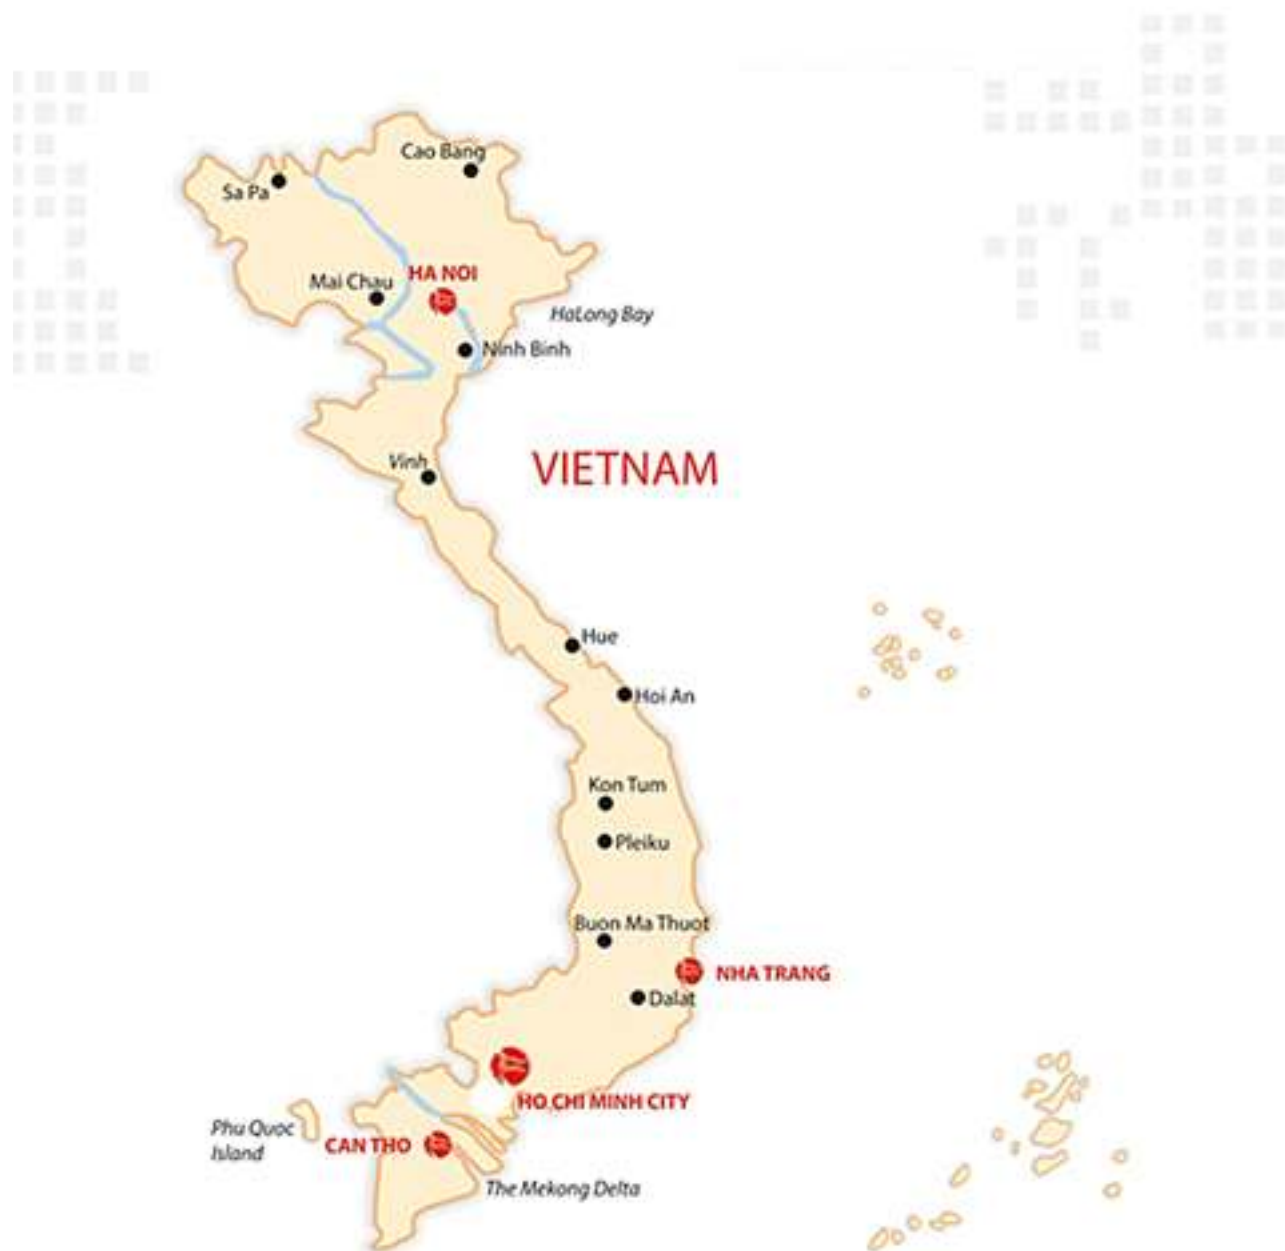 Cao Bang
Sa Pa
HA NOI
Mai Chau
HaLong Bay
Ninh Binh
VIETNAM
Vinh
Hue
Hoi An
Kon Tum
Pleiku
Buon Ma Thuot
NHA TRANG
Dalat
HO CHI MINH CITY
Phu Quoc
Island
CAN THO
The Mekong Delta